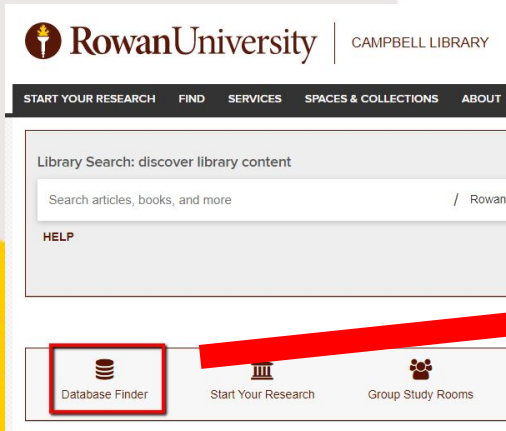 RowanUniversity CAMPBELL LIBRARY
START YOUR RESEARCH FIND SERVICES SPACES & COLLECTIONS ABOUT
Library Search: discover library content
Search articles, books, and more / Rowan
HELP
Database Finder Start Your Research Group Study Rooms